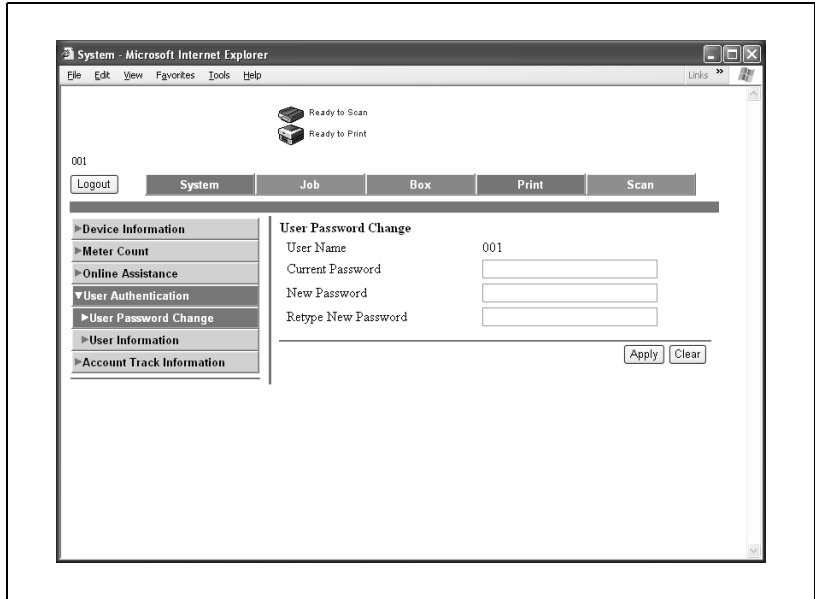 System - Microsoft Internet Explorer
File Edit View Favorites Tools Help Links »
Ready to Scan
Ready to Print
001
Logout System Job Box Print Scan
Device Information
Meter Count
Online Assistance
User Authentication
User Password Change
User Information
Account Track Information
User Password Change
User Name 001
Current Password
New Password
Retype New Password
Apply Clear